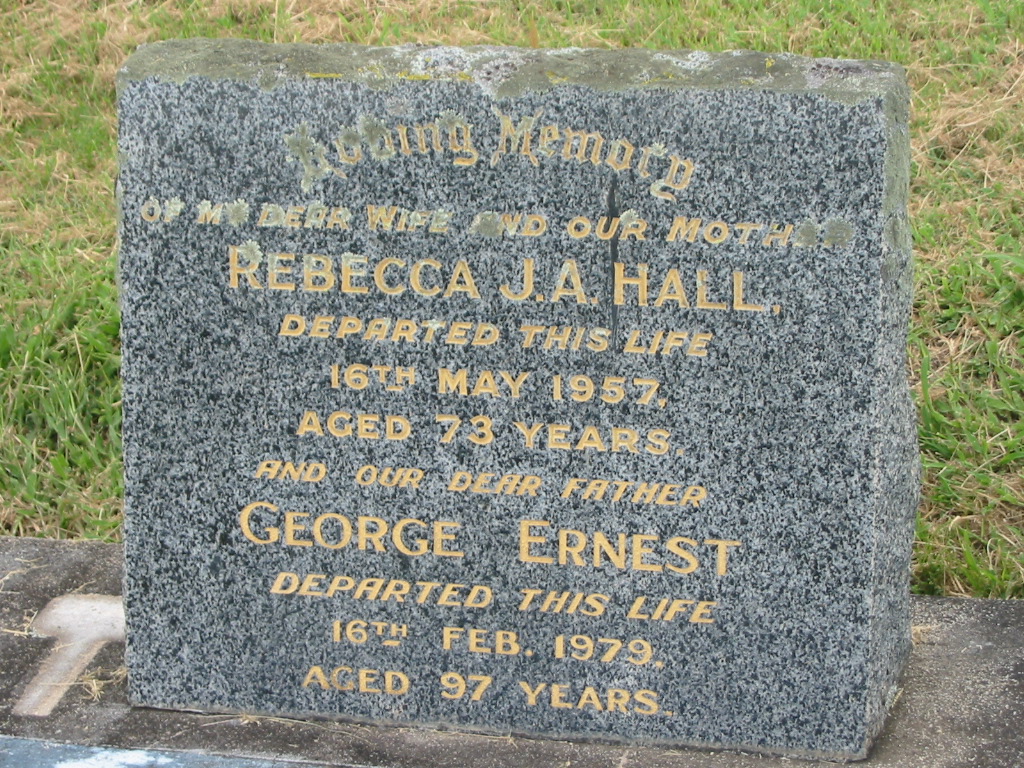 Loving Memory
OF MY DEAR WIFE AND OUR MOTHER
REBECCA J.A. HALL,
DEPARTED THIS LIFE
16TH MAY 1957,
AGED 73 YEARS.
AND OUR DEAR FATHER
GEORGE ERNEST
DEPARTED THIS LIFE
16TH FEB. 1979,
AGED 97 YEARS.